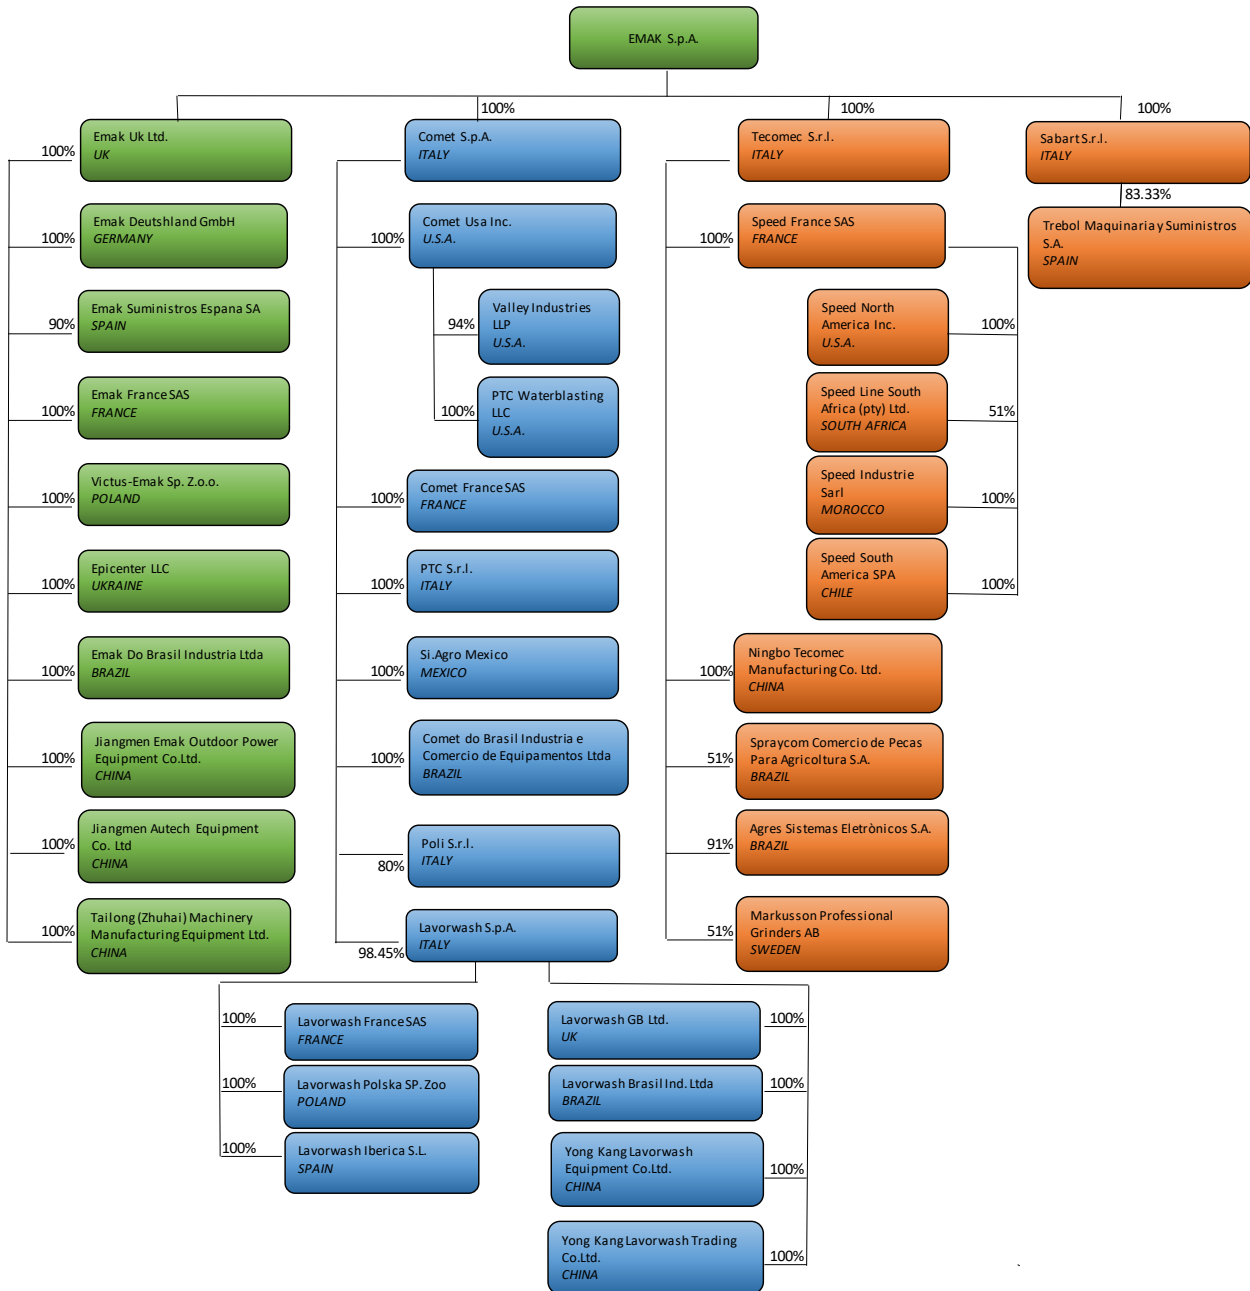 EMAK S.p.A.
100%
100%
100%
Emak Uk Ltd.
UK
100%
Emak Deutshland GmbH
GERMANY
100%
Emak Suministros Espana SA
SPAIN
90%
Emak France SAS
FRANCE
100%
Victus-Emak Sp. Z.o.o.
POLAND
100%
Epicenter LLC
UKRAINE
100%
Emak Do Brasil Industria Ltda
BRAZIL
100%
Jiangmen Emak Outdoor Power
Equipment Co.Ltd.
CHINA
100%
Jiangmen Autech Equipment
Co. Ltd
CHINA
100%
Tailong (Zhuhai) Machinery
Manufacturing Equipment Ltd.
CHINA
100%
Comet S.p.A.
ITALY
Comet Usa Inc.
U.S.A.
100%
Valley Industries
LLP
U.S.A.
94%
PTC Waterblasting
LLC
U.S.A.
100%
Comet France SAS
FRANCE
100%
PTC S.r.l.
ITALY
100%
Si.Agro Mexico
MEXICO
100%
Comet do Brasil Industria e
Comercio de Equipamentos Ltda
BRAZIL
100%
Poli S.r.l.
ITALY
80%
Lavorwash S.p.A.
ITALY
98.45%
Lavorwash France SAS
FRANCE
100%
Lavorwash Polska SP. Zoo
POLAND
100%
Lavorwash Iberica S.L.
SPAIN
100%
Lavorwash GB Ltd.
UK
100%
Lavorwash Brasil Ind. Ltda
BRAZIL
100%
Yong Kang Lavorwash
Equipment Co.Ltd.
CHINA
100%
Yong Kang Lavorwash Trading
Co.Ltd.
CHINA
100%
Tecomec S.r.l.
ITALY
Speed France SAS
FRANCE
100%
Speed North
America Inc.
U.S.A.
100%
Speed Line South
Africa (pty) Ltd.
SOUTH AFRICA
51%
Speed Industrie
Sarl
MOROCCO
100%
Speed South
America SPA
CHILE
100%
Ningbo Tecomec
Manufacturing Co. Ltd.
CHINA
100%
Spraycom Comercio de Pecas
Para Agricoltura S.A.
BRAZIL
51%
Agres Sistemas Eletrònicos S.A.
BRAZIL
91%
Markusson Professional
Grinders AB
SWEDEN
51%
Sabart S.r.l.
ITALY
83.33%
Trebol Maquinaria y Suministros
S.A.
SPAIN